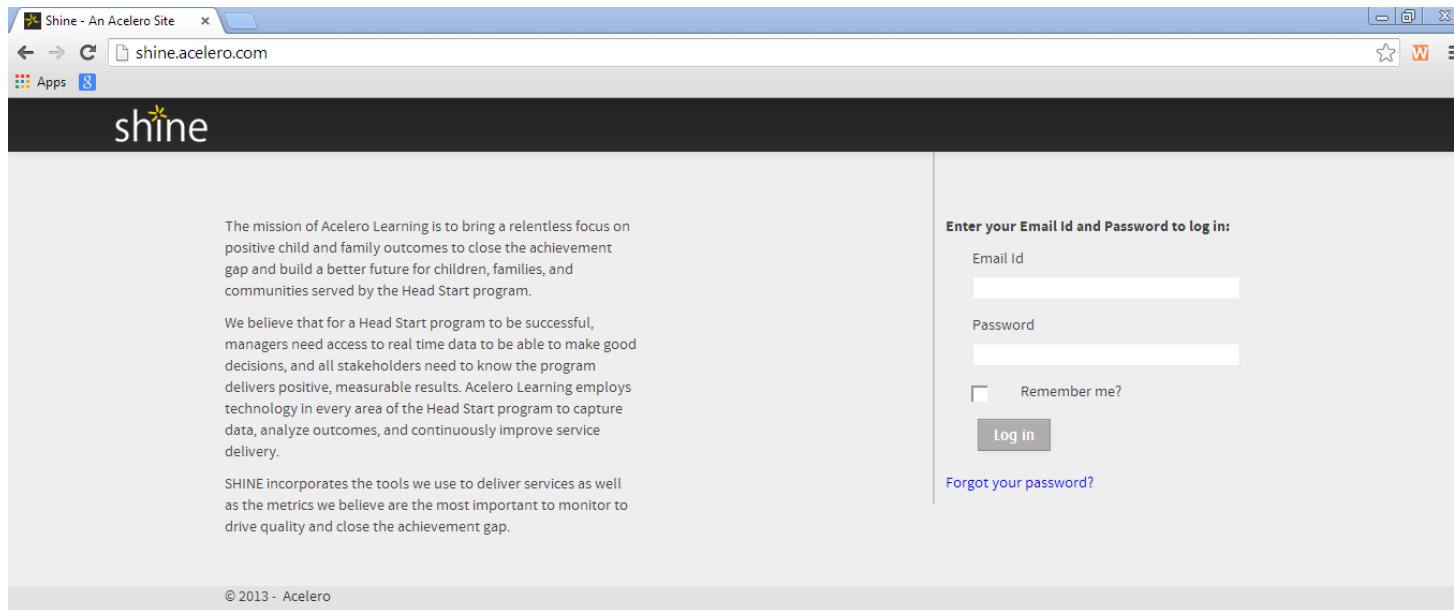 Shine - An Acelero Site
shine.acelero.com
Apps
shine
The mission of Acelero Learning is to bring a relentless focus on
positive child and family outcomes to close the achievement
gap and build a better future for children, families, and
communities served by the Head Start program.
We believe that for a Head Start program to be successful,
managers need access to real time data to be able to make good
decisions, and all stakeholders need to know the program
delivers positive, measurable results. Acelero Learning employs
technology in every area of the Head Start program to capture
data, analyze outcomes, and continuously improve service
delivery.
SHINE incorporates the tools we use to deliver services as well
as the metrics we believe are the most important to monitor to
drive quality and close the achievement gap.
Enter your Email Id and Password to log in:
Email Id
Password
Remember me?
Log in
Forgot your password?
© 2013 - Acelero